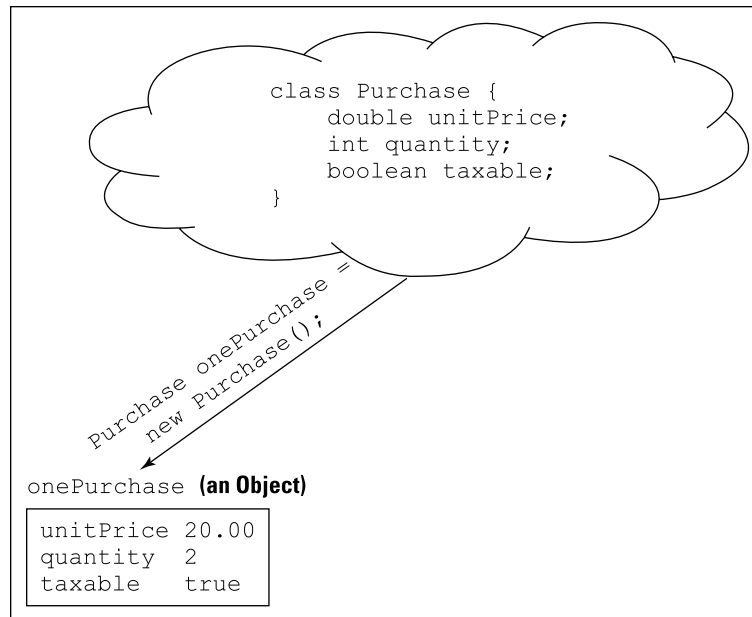 class Purchase {
    double unitPrice;
    int quantity;
    boolean taxable;
}
Purchase onePurchase =
new Purchase();
onePurchase (an Object)
unitPrice 20.00
quantity 2
taxable true